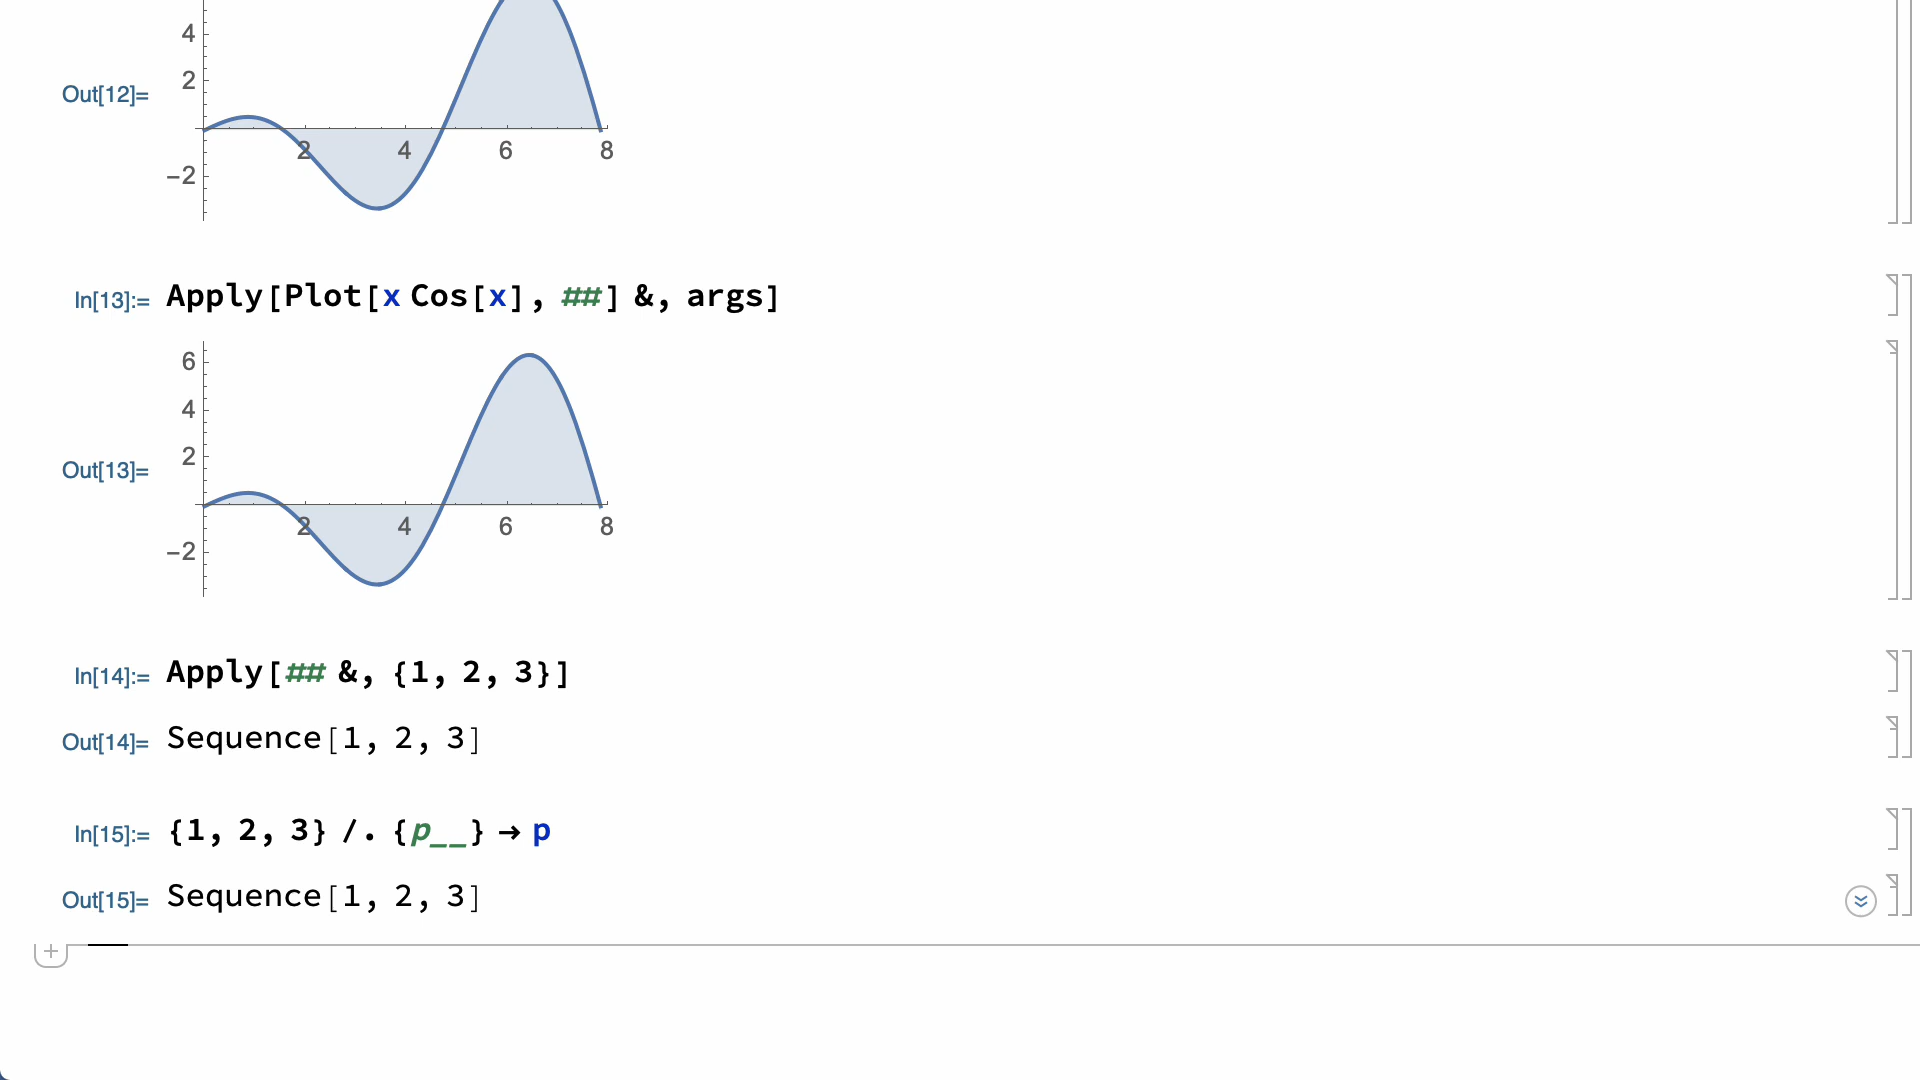 4
2
Out[12]=
2 4 6 8
−2
In[13]:= Apply[Plot[x Cos[x], ##] &, args]
6
4
2
Out[13]=
2 4 6 8
−2
In[14]:= Apply[## &, {1, 2, 3}]
Out[14]= Sequence[1, 2, 3]
In[15]:= {1, 2, 3} /. {p__} → p
Out[15]= Sequence[1, 2, 3]